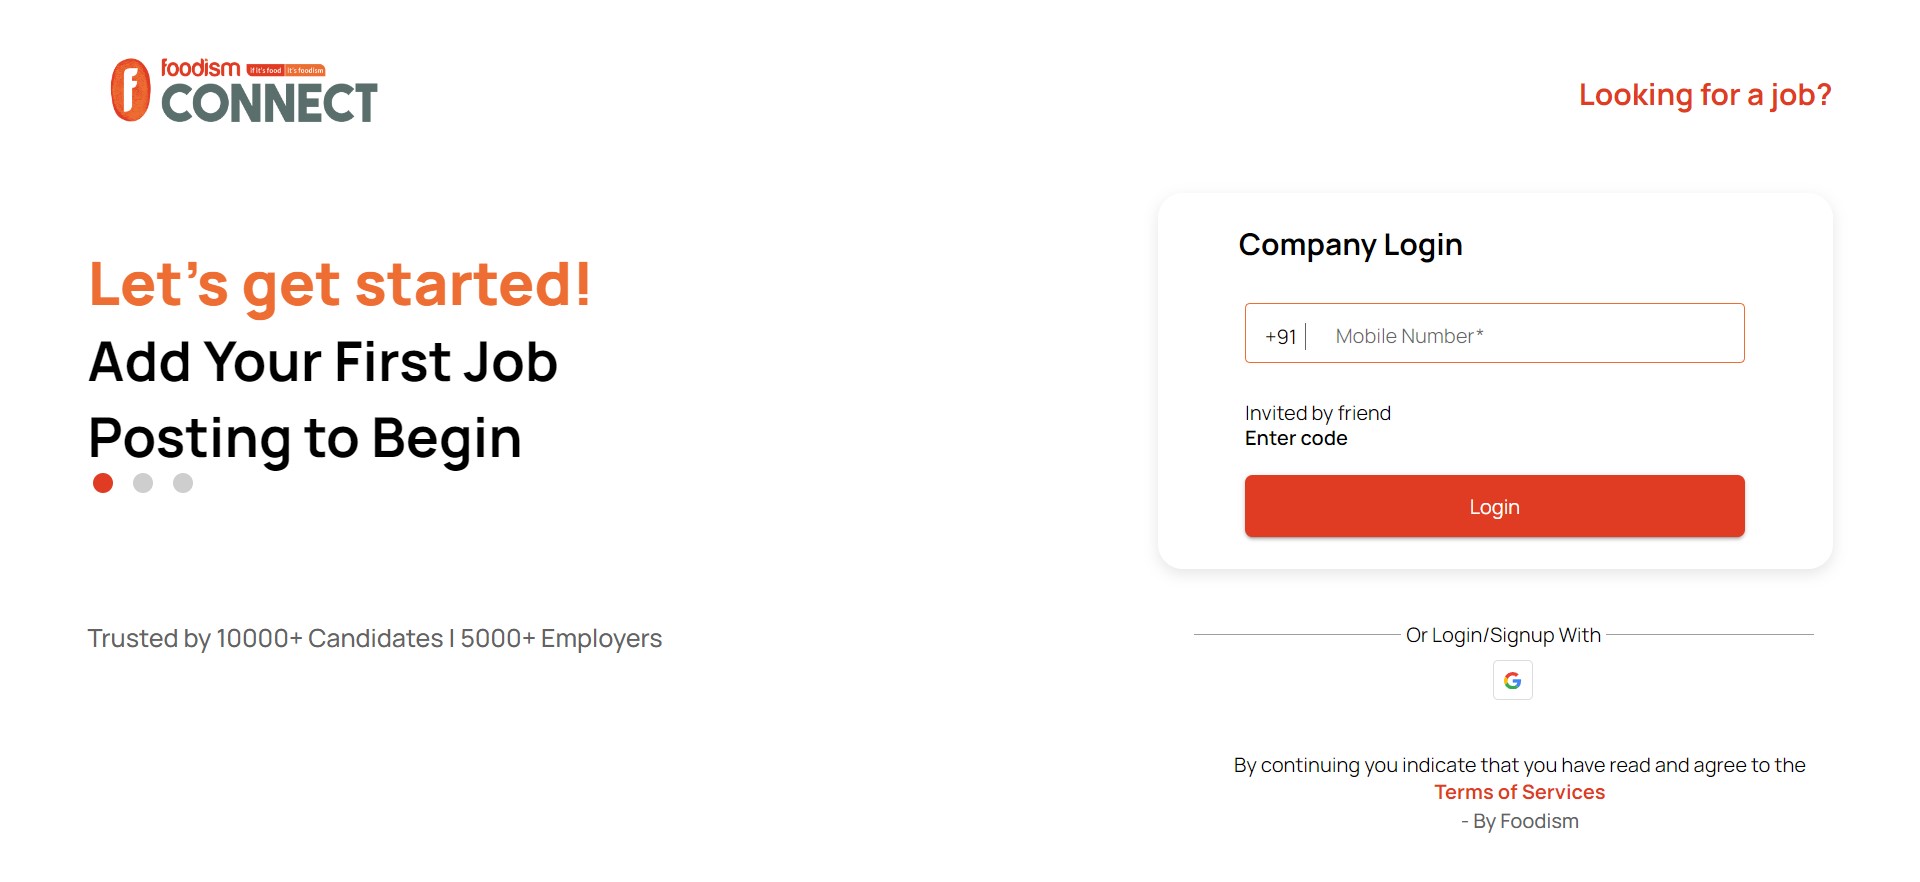 foodism If it's food It's foodism
CONNECT
Looking for a job?
Let's get started!
Add Your First Job
Posting to Begin
Trusted by 10000+ Candidates | 5000+ Employers
Company Login
+91 Mobile Number*
Invited by friend
Enter code
Login
Or Login/Signup With
By continuing you indicate that you have read and agree to the
Terms of Services
- By Foodism